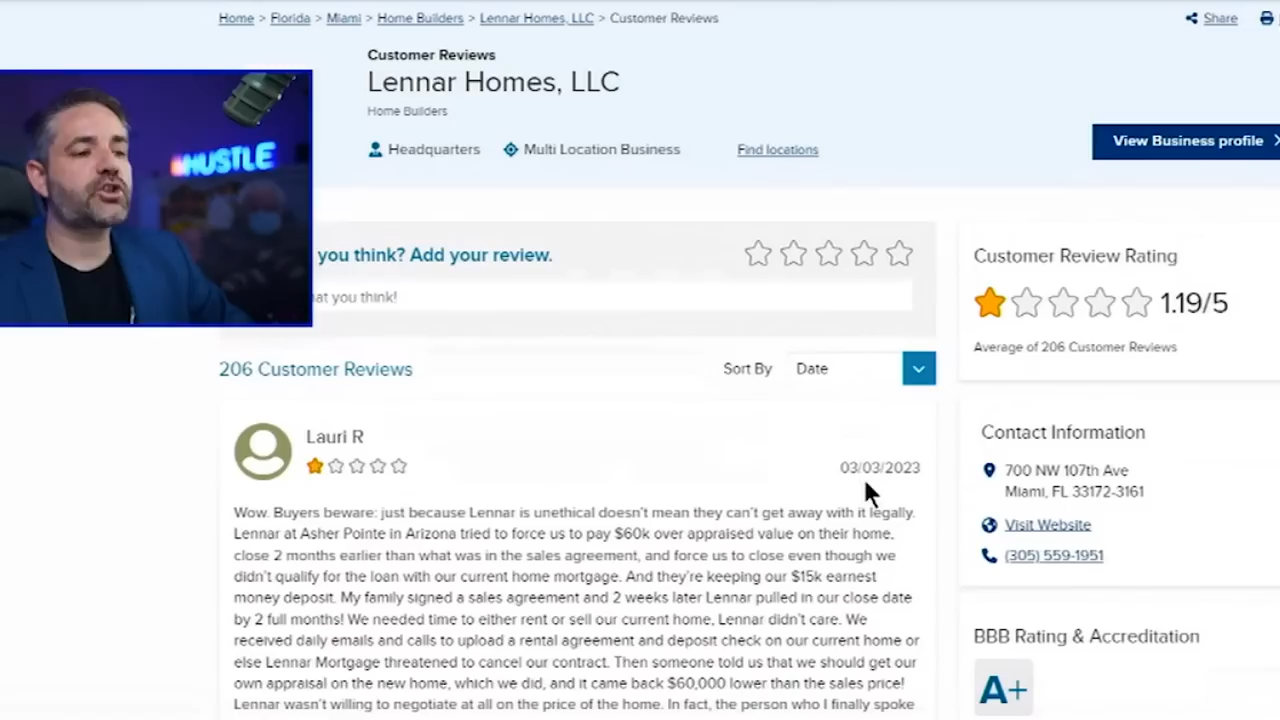 Home > Florida > Miami > Home Builders > Lennar Homes, LLC > Customer Reviews
Share
Customer Reviews
Lennar Homes, LLC
Home Builders
Headquarters
Multi Location Business
Find locations
View Business profile
HUSTLE
you think? Add your review.
at you think!
Customer Review Rating
1.19/5
Average of 206 Customer Reviews
206 Customer Reviews
Sort By
Date
Lauri R
03/03/2023
Wow. Buyers beware: just because Lennar is unethical doesn't mean they can't get away with it legally.
Lennar at Asher Pointe in Arizona tried to force us to pay $60k over appraised value on their home,
close 2 months earlier than what was in the sales agreement, and force us to close even though we
didn't qualify for the loan with our current home mortgage. And they're keeping our $15k earnest
money deposit. My family signed a sales agreement and 2 weeks later Lennar pulled in our close date
by 2 full months! We needed time to either rent or sell our current home, Lennar didn't care. We
received daily emails and calls to upload a rental agreement and deposit check on our current home or
else Lennar Mortgage threatened to cancel our contract. Then someone told us that we should get our
own appraisal on the new home, which we did, and it came back $60,000 lower than the sales price!
Lennar wasn't willing to negotiate at all on the price of the home. In fact, the person who I finally spoke
Contact Information
700 NW 107th Ave
Miami, FL 33172-3161
Visit Website
(305) 559-1951
BBB Rating & Accreditation
A+